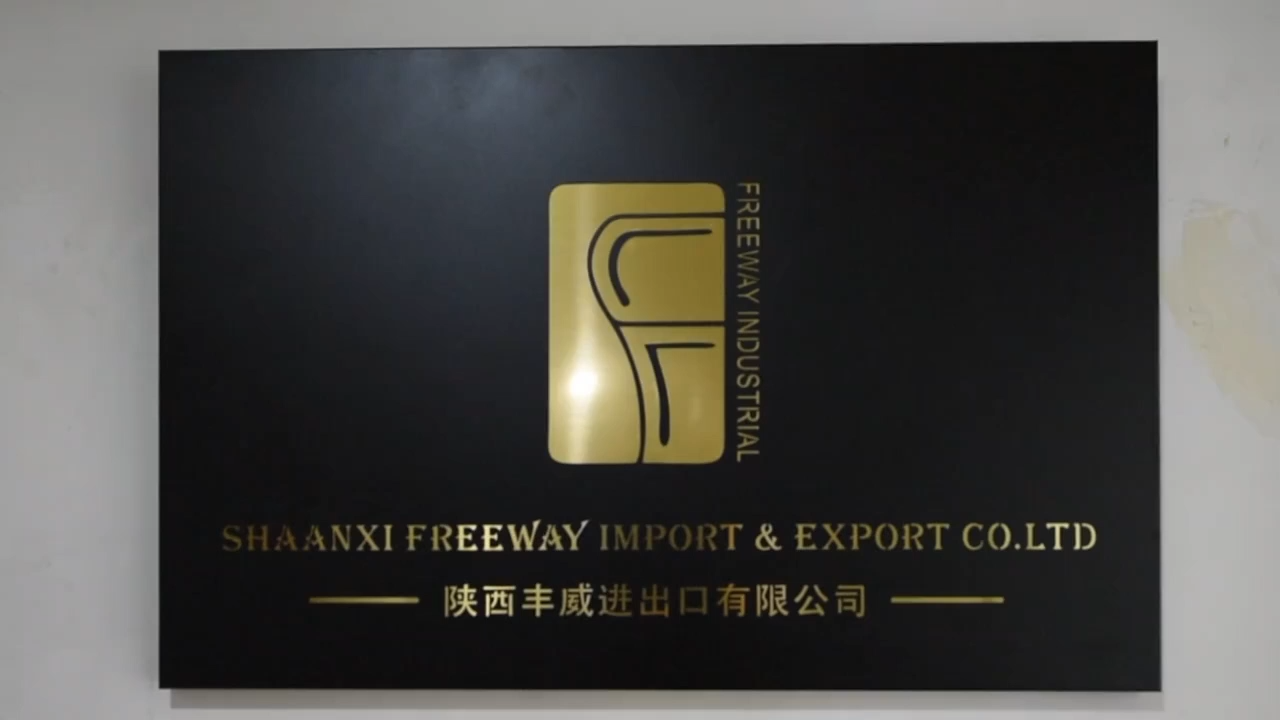 FREEWAY INDUSTRIAL
SHAANXI FREEWAY IMPORT & EXPORT CO.LTD
陕西丰威进出口有限公司